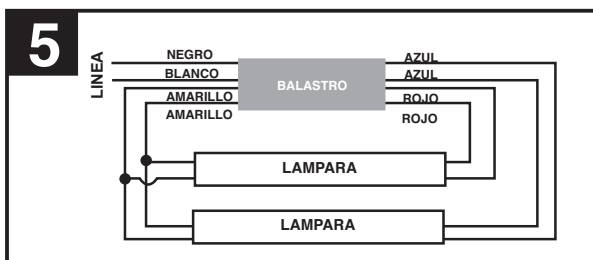 5
LINEA
NEGRO
BLANCO
AMARILLO
AMARILLO
BALASTRO
AZUL
AZUL
ROJO
ROJO
LAMPARA
LAMPARA